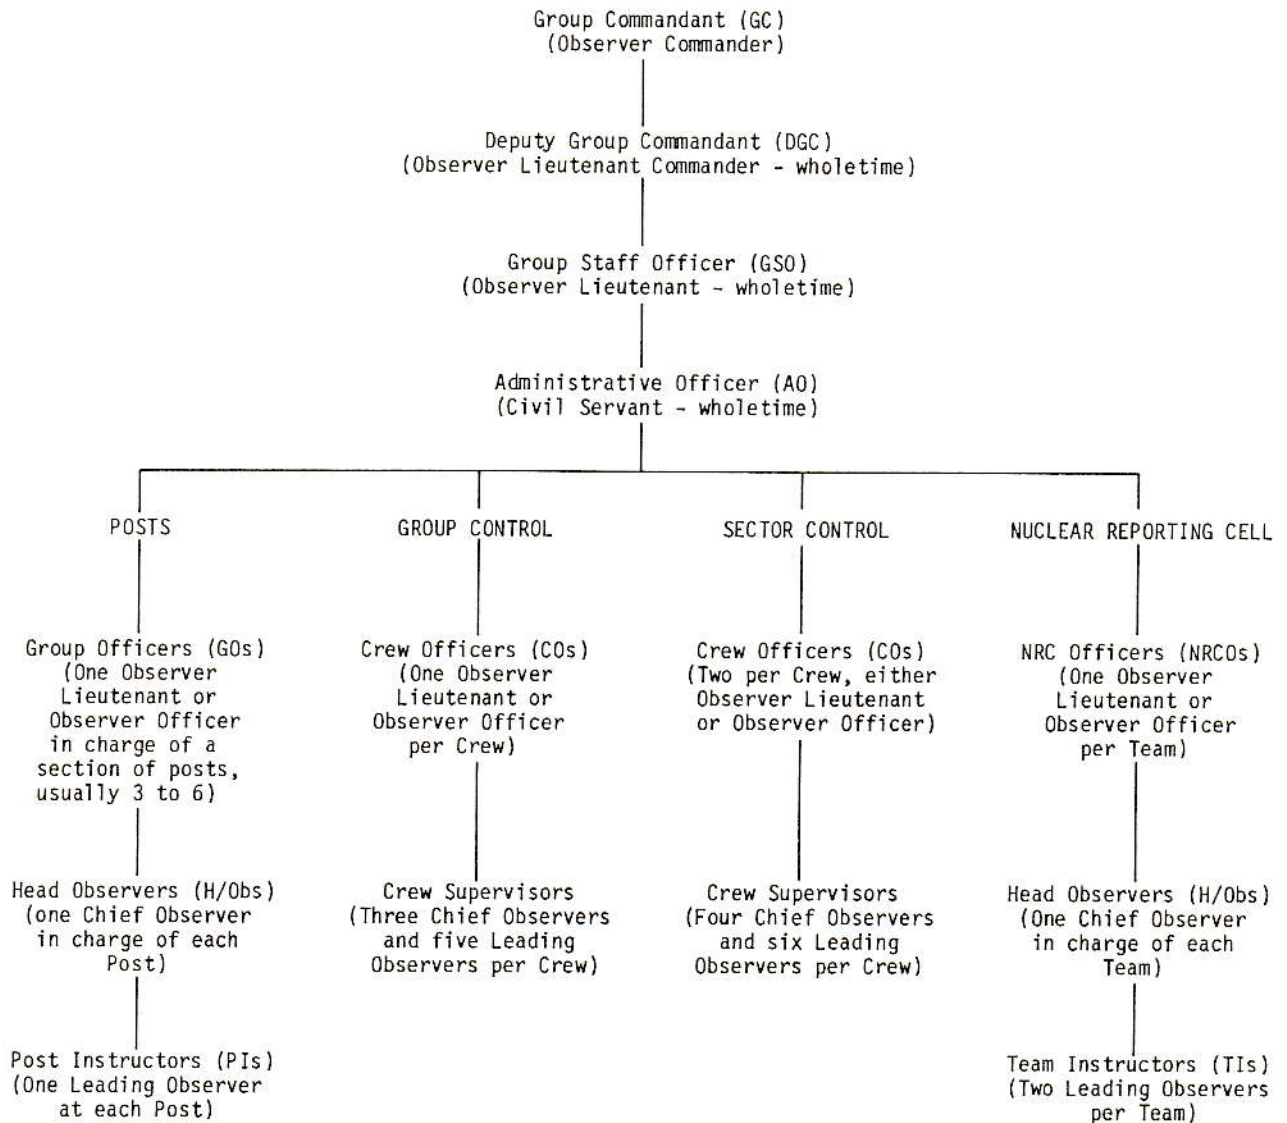 Group Commandant (GC)
(Observer Commander)
Deputy Group Commandant (DGC)
(Observer Lieutenant Commander - wholetime)
Group Staff Officer (GSO)
(Observer Lieutenant - wholetime)
Administrative Officer (AO)
(Civil Servant - wholetime)
POSTS
Group Officers (GOs)
(One Observer
Lieutenant or
Observer Officer
in charge of a
section of posts,
usually 3 to 6)
Head Observers (H/Obs)
(one Chief Observer
in charge of each
Post)
Post Instructors (PIs)
(One Leading Observer
at each Post)
GROUP CONTROL
Crew Officers (COs)
(One Observer
Lieutenant or
Observer Officer
per Crew)
Crew Supervisors
(Three Chief Observers
and five Leading
Observers per Crew)
SECTOR CONTROL
Crew Officers (COs)
(Two per Crew, either
Observer Lieutenant
or Observer Officer)
Crew Supervisors
(Four Chief Observers
and six Leading
Observers per Crew)
NUCLEAR REPORTING CELL
NRC Officers (NRCOs)
(One Observer
Lieutenant or
Observer Officer
per Team)
Head Observers (H/Obs)
(One Chief Observer
in charge of each
Team)
Team Instructors (TIs)
(Two Leading Observers
per Team)